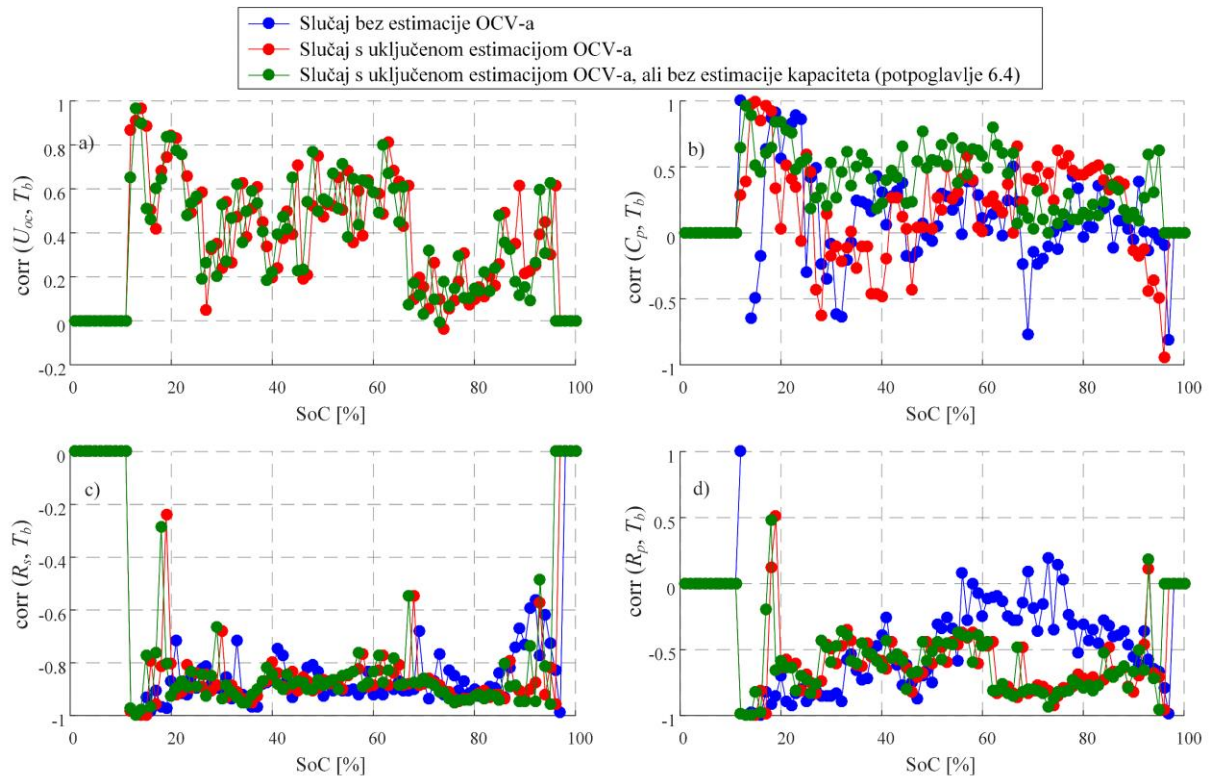 Slučaj bez estimacije OCV-a
Slučaj s uključenom estimacijom OCV-a
Slučaj s uključenom estimacijom OCV-a, ali bez estimacije kapaciteta (potpoglavlje 6.4)
a)
corr (Uoc, Tb)
1
0.8
0.6
0.4
0.2
0
-0.2
0 20 40 60 80 100
SoC [%]
b)
corr (Cp, Tb)
1
0.5
0
-0.5
-1
0 20 40 60 80 100
SoC [%]
c)
corr (Rs, Tb)
0
-0.2
-0.4
-0.6
-0.8
-1
0 20 40 60 80 100
SoC [%]
d)
corr (Rp, Tb)
1
0.5
0
-0.5
-1
0 20 40 60 80 100
SoC [%]